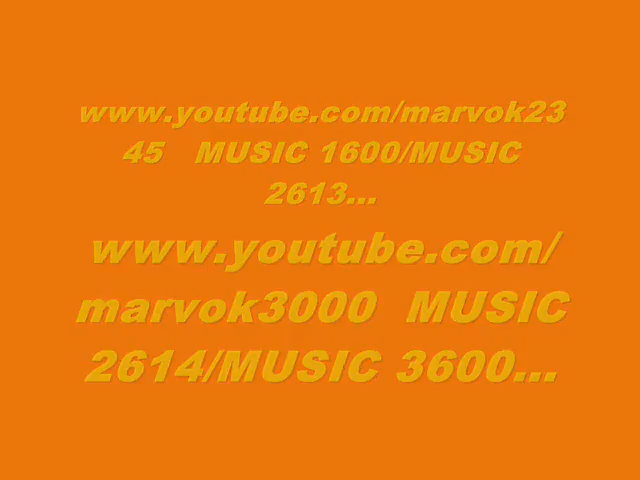 www.youtube.com/marvok23
45   MUSIC 1600/MUSIC
2613...
www.youtube.com/
marvok3000  MUSIC
2614/MUSIC 3600...